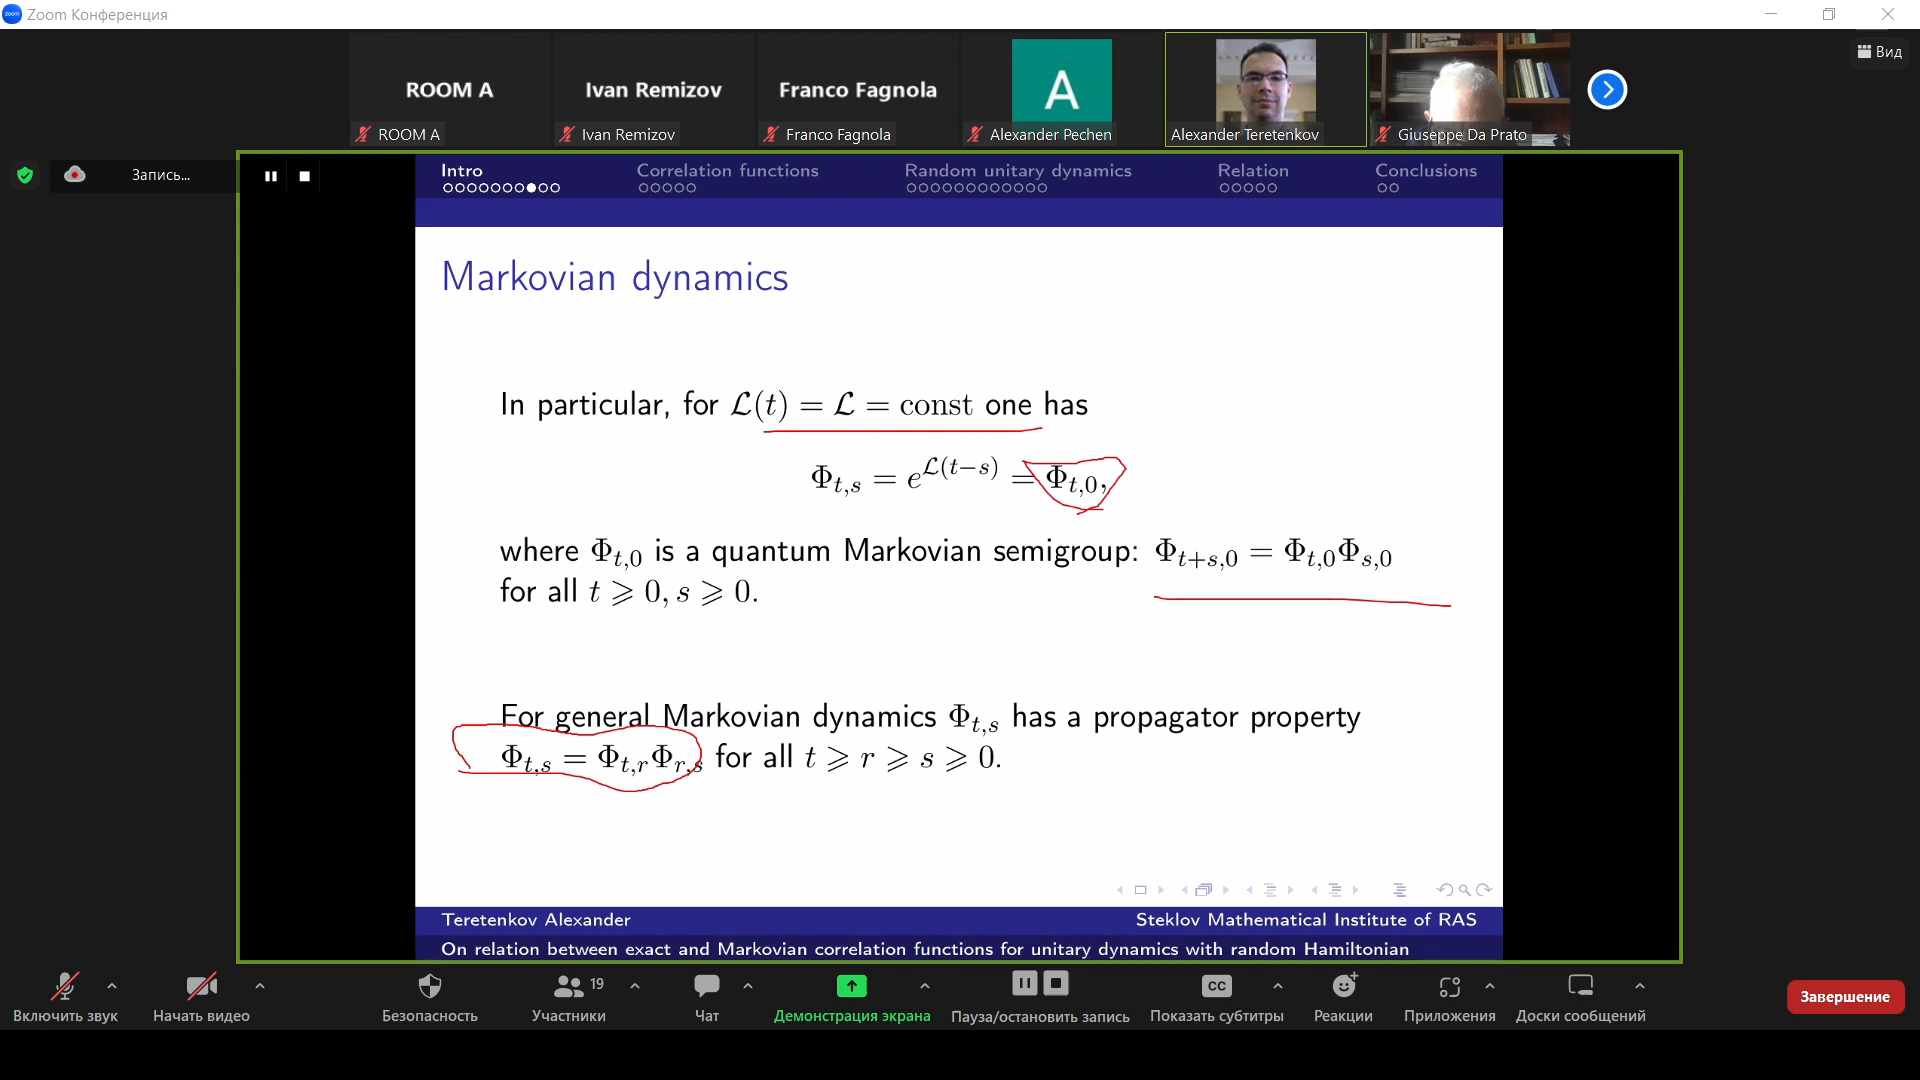 Zoom Конференция
ROOM A
Ivan Remizov
Franco Fagnola
A
Вид
ROOM A
Ivan Remizov
Franco Fagnola
Alexander Pechen
Alexander Teretenkov
Giuseppe Da Prato
Запись...
Intro
Correlation functions
Random unitary dynamics
Relation
Conclusions
Markovian dynamics
In particular, for ℒ(t) = ℒ = const one has
Φ_{t,s} = e^{ℒ(t−s)} = Φ_{t,0},
where Φ_{t,0} is a quantum Markovian semigroup: Φ_{t+s,0} = Φ_{t,0}Φ_{s,0}
for all t ⩾ 0, s ⩾ 0.
For general Markovian dynamics Φ_{t,s} has a propagator property
Φ_{t,s} = Φ_{t,r}Φ_{r,s} for all t ⩾ r ⩾ s ⩾ 0.
Teretenkov Alexander
Steklov Mathematical Institute of RAS
On relation between exact and Markovian correlation functions for unitary dynamics with random Hamiltonian
19
CC
Включить звук
Начать видео
Безопасность
Участники
Чат
Демонстрация экрана
Пауза/остановить запись
Показать субтитры
Реакции
Приложения
Доски сообщений
Завершение